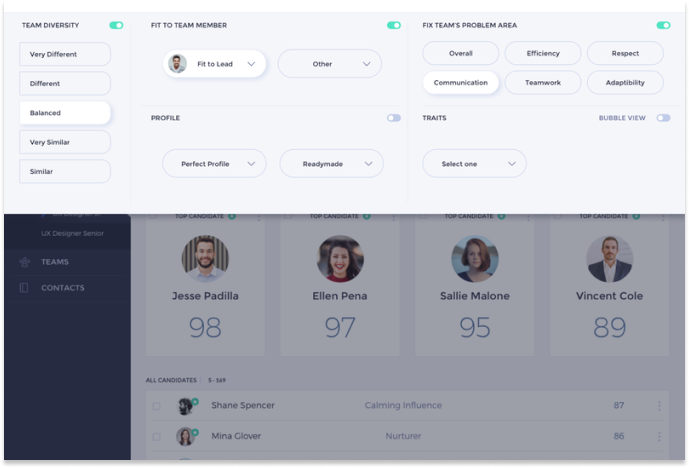 TEAM DIVERSITY
Very Different
Different
Balanced
Very Similar
Similar
FIT TO TEAM MEMBER
Fit to Lead
Other
PROFILE
Perfect Profile
Readymade
FIX TEAM'S PROBLEM AREA
Overall
Efficiency
Respect
Communication
Teamwork
Adaptibility
TRAITS
BUBBLE VIEW
Select one
UX Designer Senior
TEAMS
CONTACTS
TOP CANDIDATE
TOP CANDIDATE
TOP CANDIDATE
TOP CANDIDATE
Jesse Padilla
Ellen Pena
Sallie Malone
Vincent Cole
98
97
95
89
ALL CANDIDATES 5 - 169
Shane Spencer Calming Influence 87
Mina Glover Nurturer 86